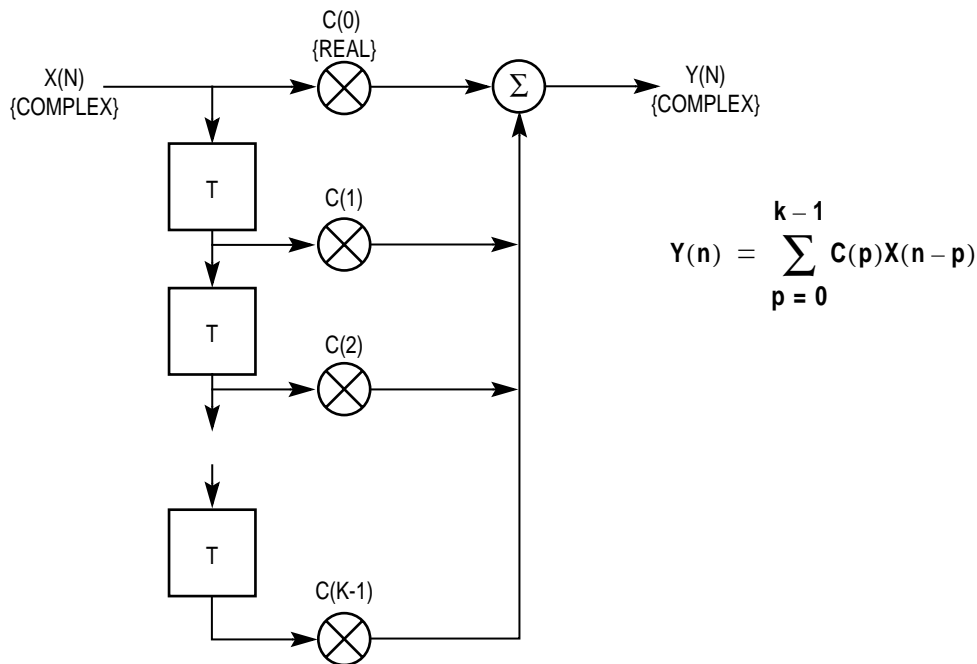 C(0)
{REAL}
X(N)
{COMPLEX}
Σ
Y(N)
{COMPLEX}
T
C(1)
k – 1
Y(n) = ∑ C(p)X(n – p)
p = 0
T
C(2)
T
C(K-1)